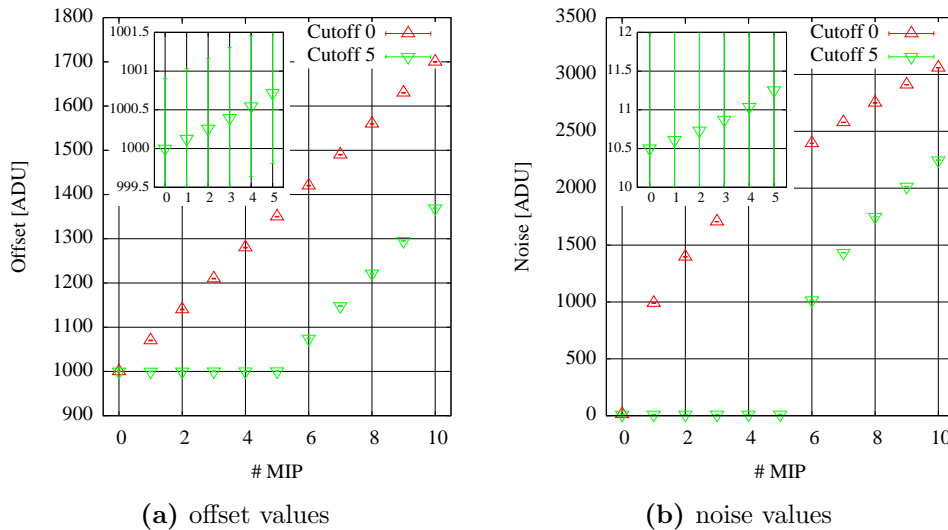 1800
1700
1600
1500
1400
1300
1200
1100
1000
900
Offset [ADU]
0 2 4 6 8 10
# MIP
Cutoff 0
Cutoff 5
1001.5
1001
1000.5
1000
999.5
0 1 2 3 4 5
(a) offset values
3500
3000
2500
2000
1500
1000
500
0
Noise [ADU]
0 2 4 6 8 10
# MIP
Cutoff 0
Cutoff 5
12
11.5
11
10.5
10
0 1 2 3 4 5
(b) noise values